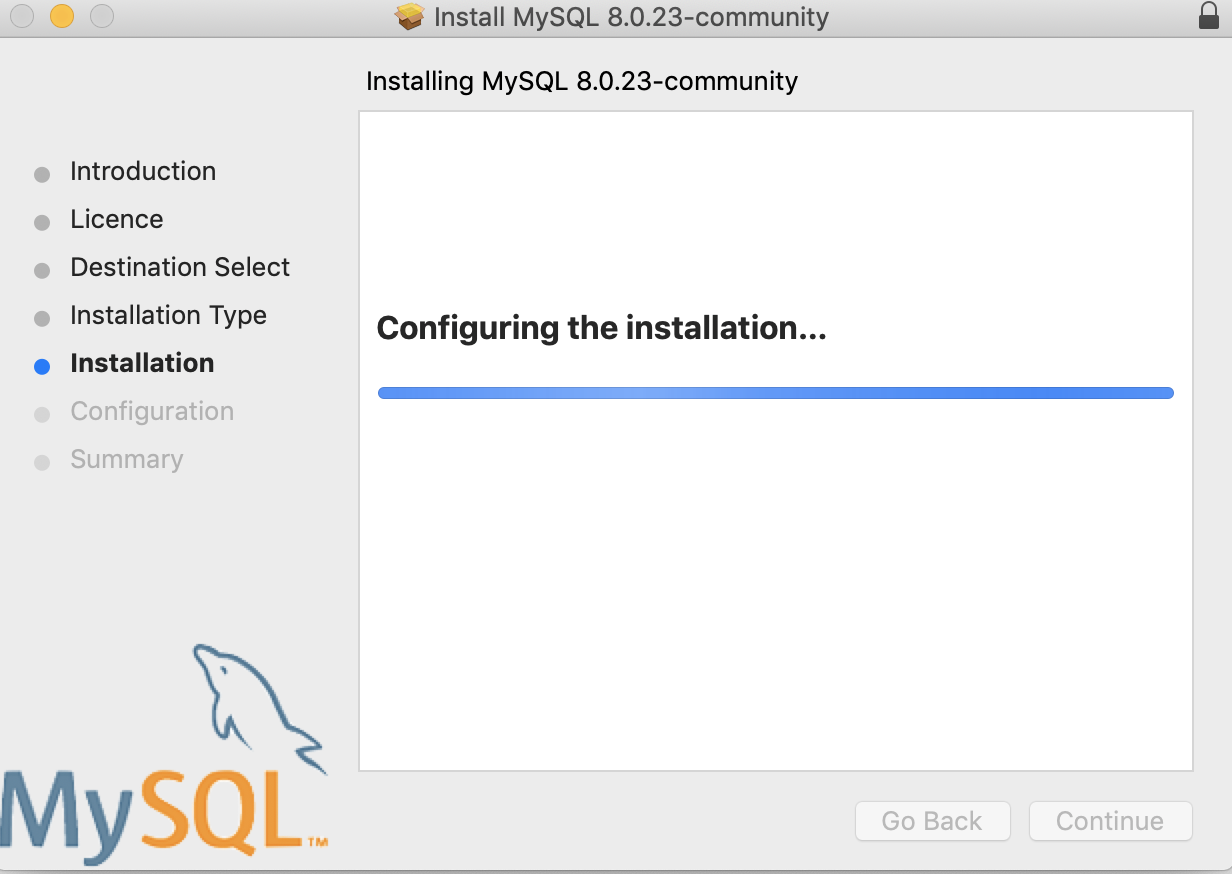 Install MySQL 8.0.23-community
Installing MySQL 8.0.23-community
Introduction
Licence
Destination Select
Installation Type
Installation
Configuration
Summary
Configuring the installation...
MySQL™
Go Back
Continue